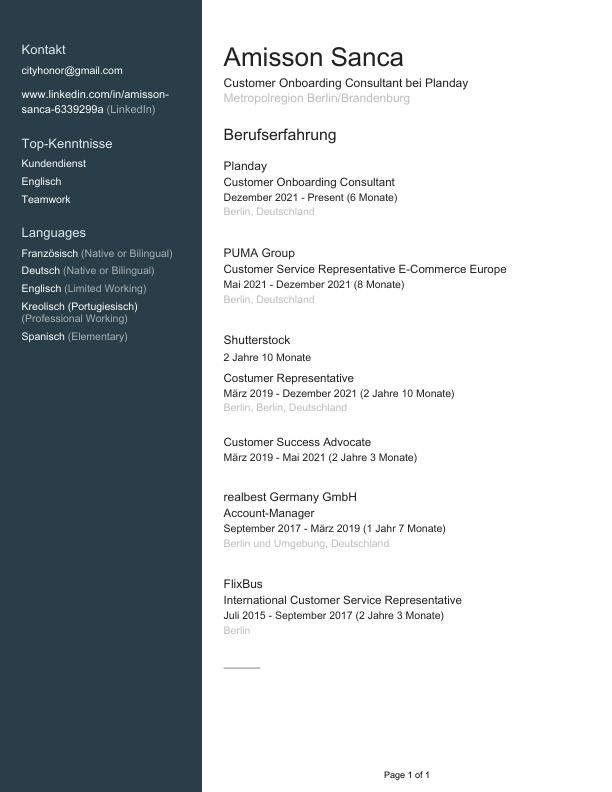 Kontakt
cityhonor@gmail.com
www.linkedin.com/in/amisson-
sanca-6339299a (LinkedIn)
Top-Kenntnisse
Kundendienst
Englisch
Teamwork
Languages
Französisch (Native or Bilingual)
Deutsch (Native or Bilingual)
Englisch (Limited Working)
Kreolisch (Portugiesisch)
(Professional Working)
Spanisch (Elementary)
Amisson Sanca
Customer Onboarding Consultant bei Planday
Metropolregion Berlin/Brandenburg
Berufserfahrung
Planday
Customer Onboarding Consultant
Dezember 2021 - Present (6 Monate)
Berlin, Deutschland
PUMA Group
Customer Service Representative E-Commerce Europe
Mai 2021 - Dezember 2021 (8 Monate)
Berlin, Deutschland
Shutterstock
2 Jahre 10 Monate
Costumer Representative
März 2019 - Dezember 2021 (2 Jahre 10 Monate)
Berlin, Berlin, Deutschland
Customer Success Advocate
März 2019 - Mai 2021 (2 Jahre 3 Monate)
realbest Germany GmbH
Account-Manager
September 2017 - März 2019 (1 Jahr 7 Monate)
Berlin und Umgebung, Deutschland
FlixBus
International Customer Service Representative
Juli 2015 - September 2017 (2 Jahre 3 Monate)
Berlin
Page 1 of 1